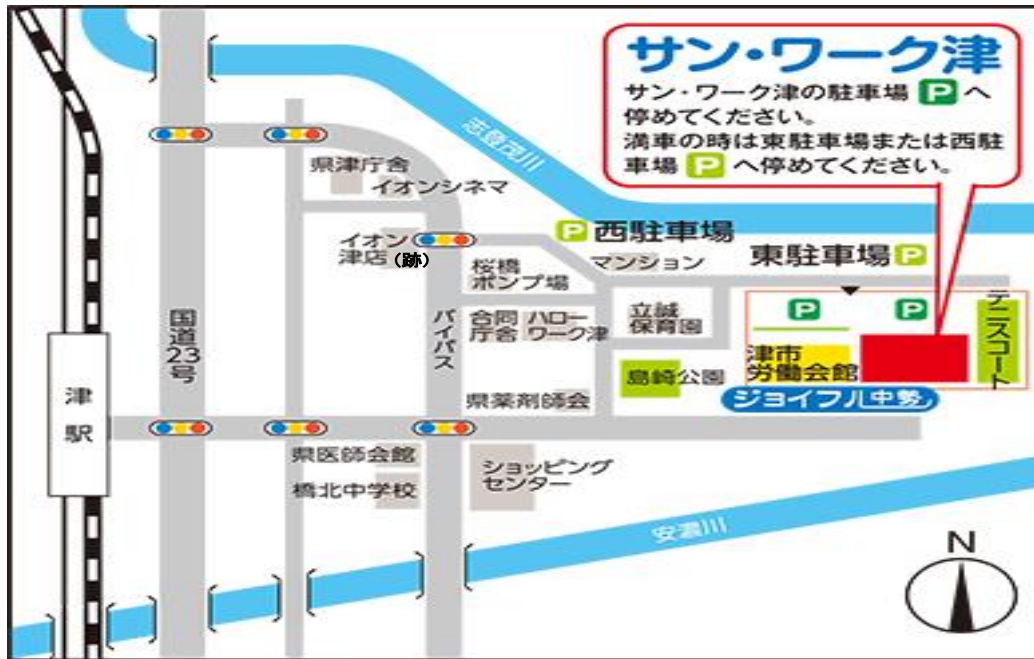 サン・ワーク津
サン・ワーク津の駐車場 P へ
停めてください。
満車の時は東駐車場または西駐
車場 P へ停めてください。
志登茂川
県津庁舎
イオンシネマ
イオン
津店(跡)
P 西駐車場
東駐車場 P
マンション
桜橋
ポンプ場
国道23号
バイパス
合同
庁舎
ハロー
ワーク津
立誠
保育園
P
P
テニスコート
津市
労働会館
島崎公園
ジョイフル中勢
津駅
県薬剤師会
県医師会館
橋北中学校
ショッピング
センター
安濃川
N